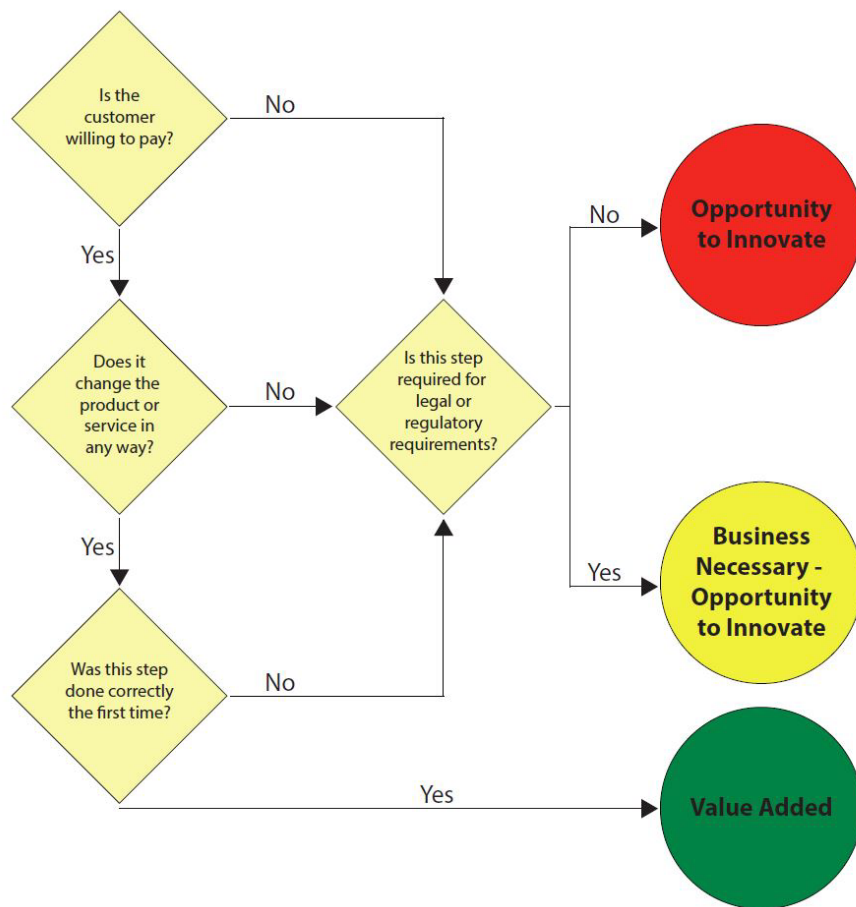 Is the
customer
willing to pay?
No
Yes
Does it
change the
product or
service in
any way?
No
Is this step
required for
legal or
regulatory
requirements?
No
Opportunity
to Innovate
Yes
Business
Necessary -
Opportunity
to Innovate
Yes
Was this step
done correctly
the first time?
No
Yes
Value Added